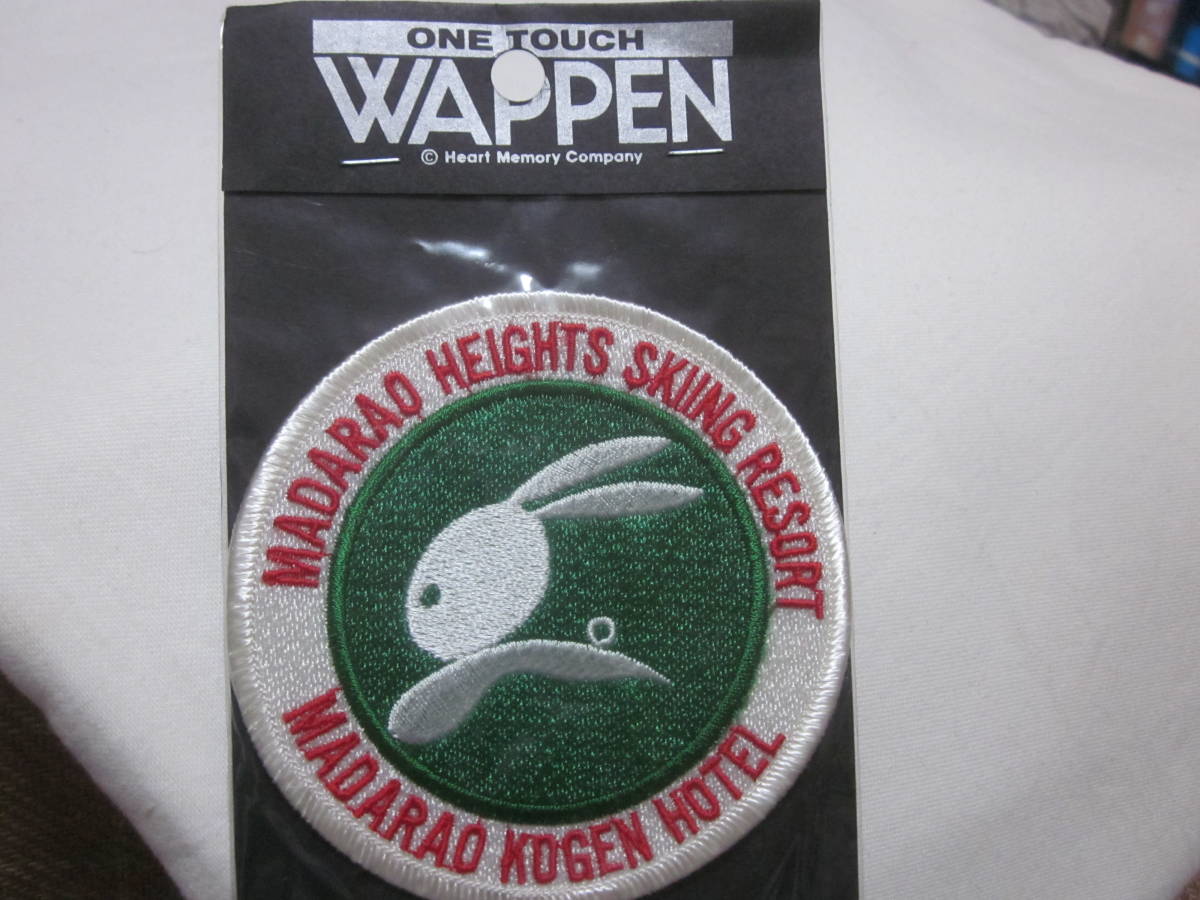 ONE TOUCH
WAPPEN
© Heart Memory Company
MADARAO HEIGHTS SKIING RESORT
MADARAO KOGEN HOTEL